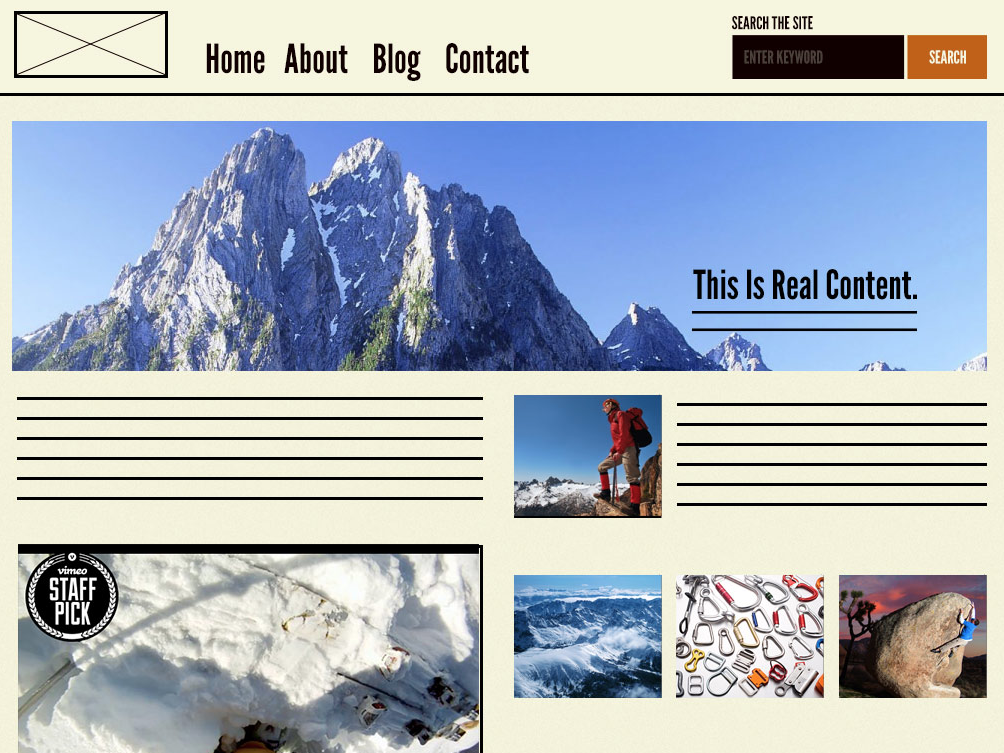 SEARCH THE SITE
Home About Blog Contact
ENTER KEYWORD
SEARCH
This Is Real Content.
vimeo
STAFF
PICK